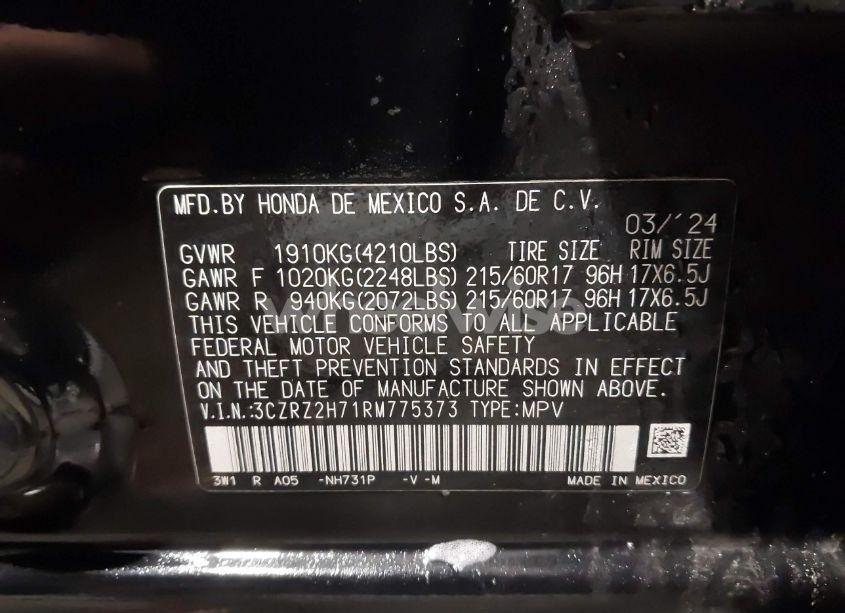 MFD.BY HONDA DE MEXICO S.A. DE C.V.
03/'24
GVWR 1910KG(4210LBS) TIRE SIZE RIM SIZE
GAWR F 1020KG(2248LBS) 215/60R17 96H 17X6.5J
GAWR R 940KG(2072LBS) 215/60R17 96H 17X6.5J
THIS VEHICLE CONFORMS TO ALL APPLICABLE
FEDERAL MOTOR VEHICLE SAFETY
AND THEFT PREVENTION STANDARDS IN EFFECT
ON THE DATE OF MANUFACTURE SHOWN ABOVE.
V.I.N.:3CZRZ2H71RM775373 TYPE:MPV
3W1 R A05 -NH731P -V -M MADE IN MEXICO